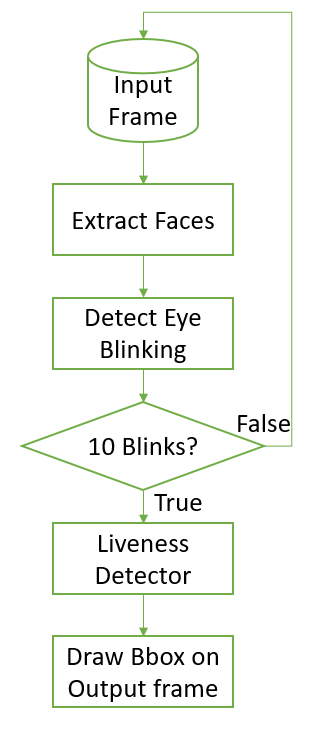 Input
Frame
Extract Faces
Detect Eye
Blinking
10 Blinks?
False
True
Liveness
Detector
Draw Bbox on
Output frame